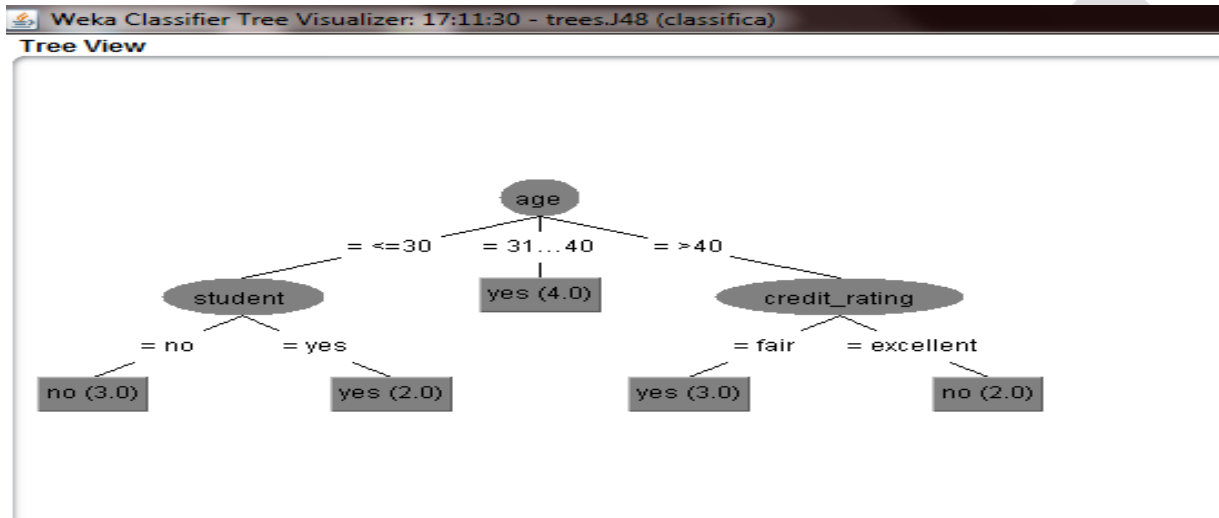 Weka Classifier Tree Visualizer: 17:11:30 - trees.J48 (classifica)
Tree View
age
= <=30
= 31...40
= >40
student
yes (4.0)
credit_rating
= no
= yes
= fair
= excellent
no (3.0)
yes (2.0)
yes (3.0)
no (2.0)